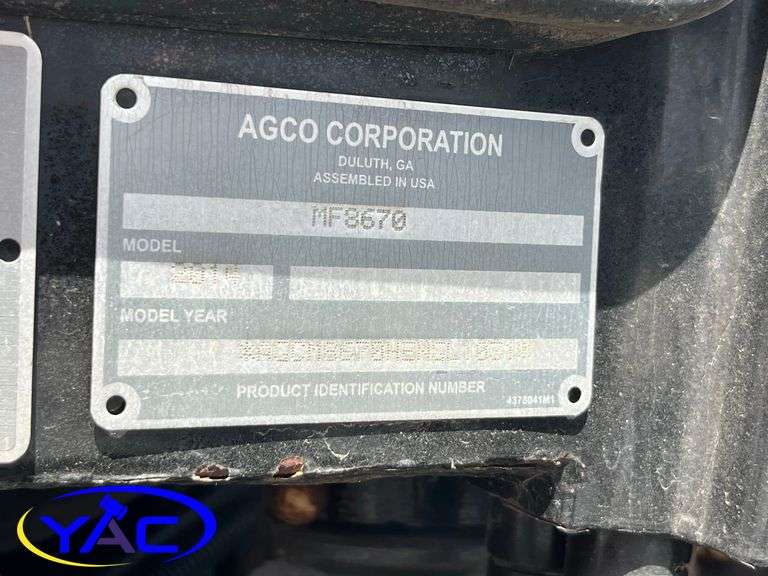 AGCO CORPORATION
DULUTH, GA
ASSEMBLED IN USA
MF8670
MODEL
MODEL YEAR
PRODUCT IDENTIFICATION NUMBER
4378041M1
YAC